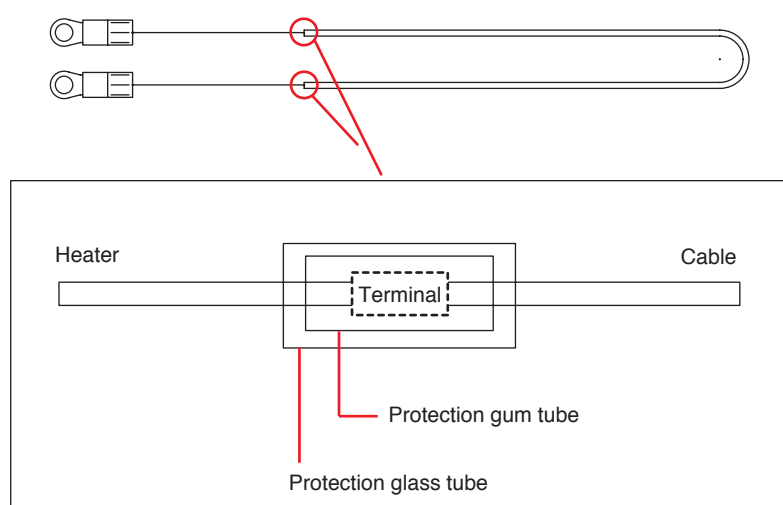 Heater
Cable
Terminal
Protection gum tube
Protection glass tube